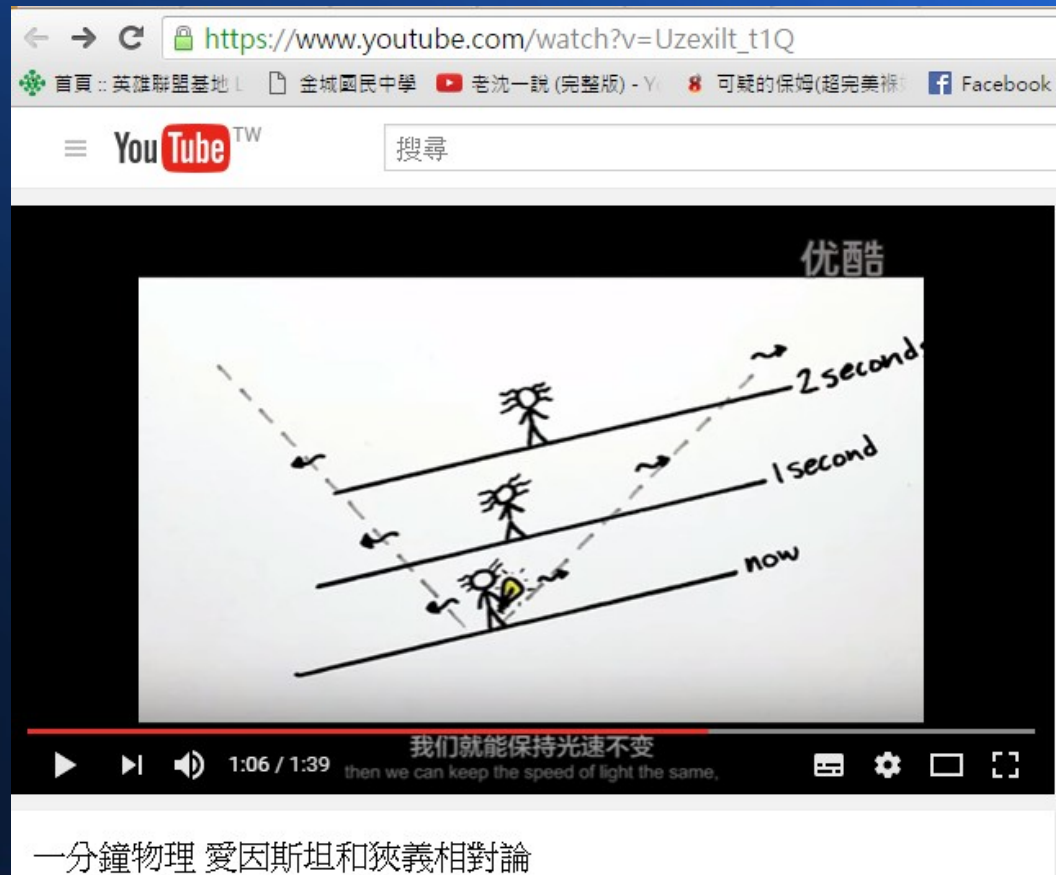 https://www.youtube.com/watch?v=Uzexilt_t1Q
首頁 :: 英雄聯盟基地 L 金城國民中學 老沈一說 (完整版) - Y 可疑的保姆(超完美褓 Facebook
YouTube TW 搜尋
优酷
2 seconds
1 second
now
我们就能保持光速不变
1:06 / 1:39 then we can keep the speed of light the same,
一分鐘物理 愛因斯坦和狹義相對論